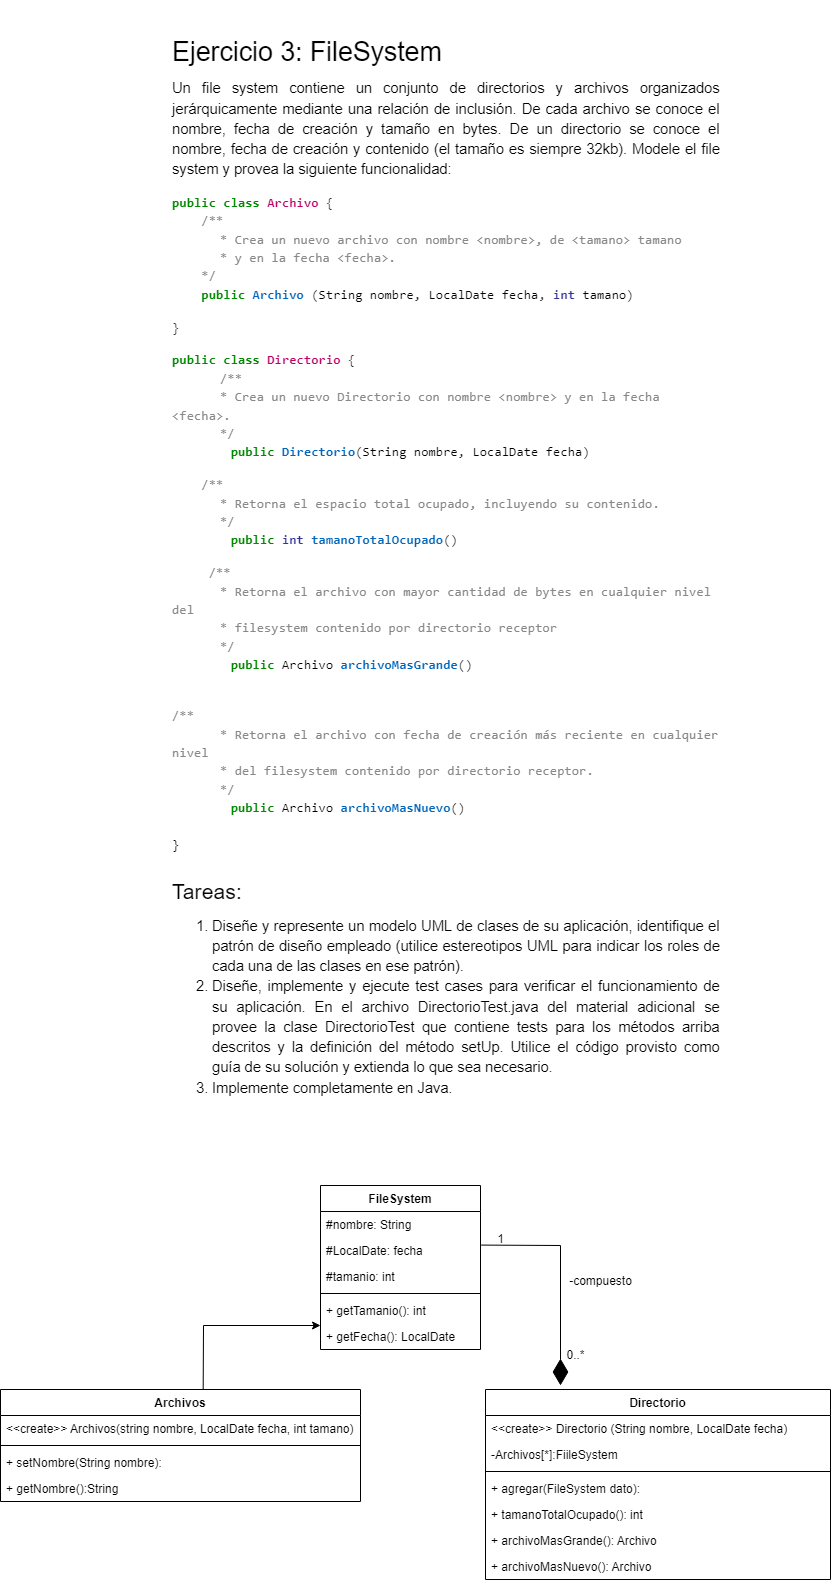 Ejercicio 3: FileSystem
Un file system contiene un conjunto de directorios y archivos organizados
jerárquicamente mediante una relación de inclusión. De cada archivo se conoce el
nombre, fecha de creación y tamaño en bytes. De un directorio se conoce el
nombre, fecha de creación y contenido (el tamaño es siempre 32kb). Modele el file
system y provea la siguiente funcionalidad:
public class Archivo {
/**
* Crea un nuevo archivo con nombre <nombre>, de <tamano> tamano
* y en la fecha <fecha>.
*/
public Archivo (String nombre, LocalDate fecha, int tamano)
}
public class Directorio {
/**
* Crea un nuevo Directorio con nombre <nombre> y en la fecha
<fecha>.
*/
public Directorio(String nombre, LocalDate fecha)
/**
* Retorna el espacio total ocupado, incluyendo su contenido.
*/
public int tamanoTotalOcupado()
/**
* Retorna el archivo con mayor cantidad de bytes en cualquier nivel
del
* filesystem contenido por directorio receptor
*/
public Archivo archivoMasGrande()
/**
* Retorna el archivo con fecha de creación más reciente en cualquier
nivel
* del filesystem contenido por directorio receptor.
*/
public Archivo archivoMasNuevo()
}
Tareas:
1. Diseñe y represente un modelo UML de clases de su aplicación, identifique el
patrón de diseño empleado (utilice estereotipos UML para indicar los roles de
cada una de las clases en ese patrón).
2. Diseñe, implemente y ejecute test cases para verificar el funcionamiento de
su aplicación. En el archivo DirectorioTest.java del material adicional se
provee la clase DirectorioTest que contiene tests para los métodos arriba
descritos y la definición del método setUp. Utilice el código provisto como
guía de su solución y extienda lo que sea necesario.
3. Implemente completamente en Java.
FileSystem
#nombre: String
#LocalDate: fecha
#tamanio: int
+ getTamanio(): int
+ getFecha(): LocalDate
1
-compuesto
0..*
Archivos
<<create>> Archivos(string nombre, LocalDate fecha, int tamano)
+ setNombre(String nombre):
+ getNombre():String
Directorio
<<create>> Directorio (String nombre, LocalDate fecha)
-Archivos[*]:FiileSystem
+ agregar(FileSystem dato):
+ tamanoTotalOcupado(): int
+ archivoMasGrande(): Archivo
+ archivoMasNuevo(): Archivo